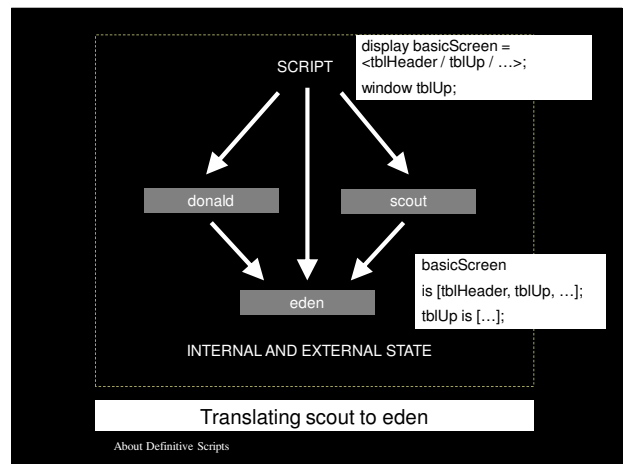 display basicScreen =
<tblHeader / tblUp / …>;
window tblUp;
SCRIPT
donald
scout
basicScreen
is [tblHeader, tblUp, …];
tblUp is […];
eden
INTERNAL AND EXTERNAL STATE
Translating scout to eden
About Definitive Scripts